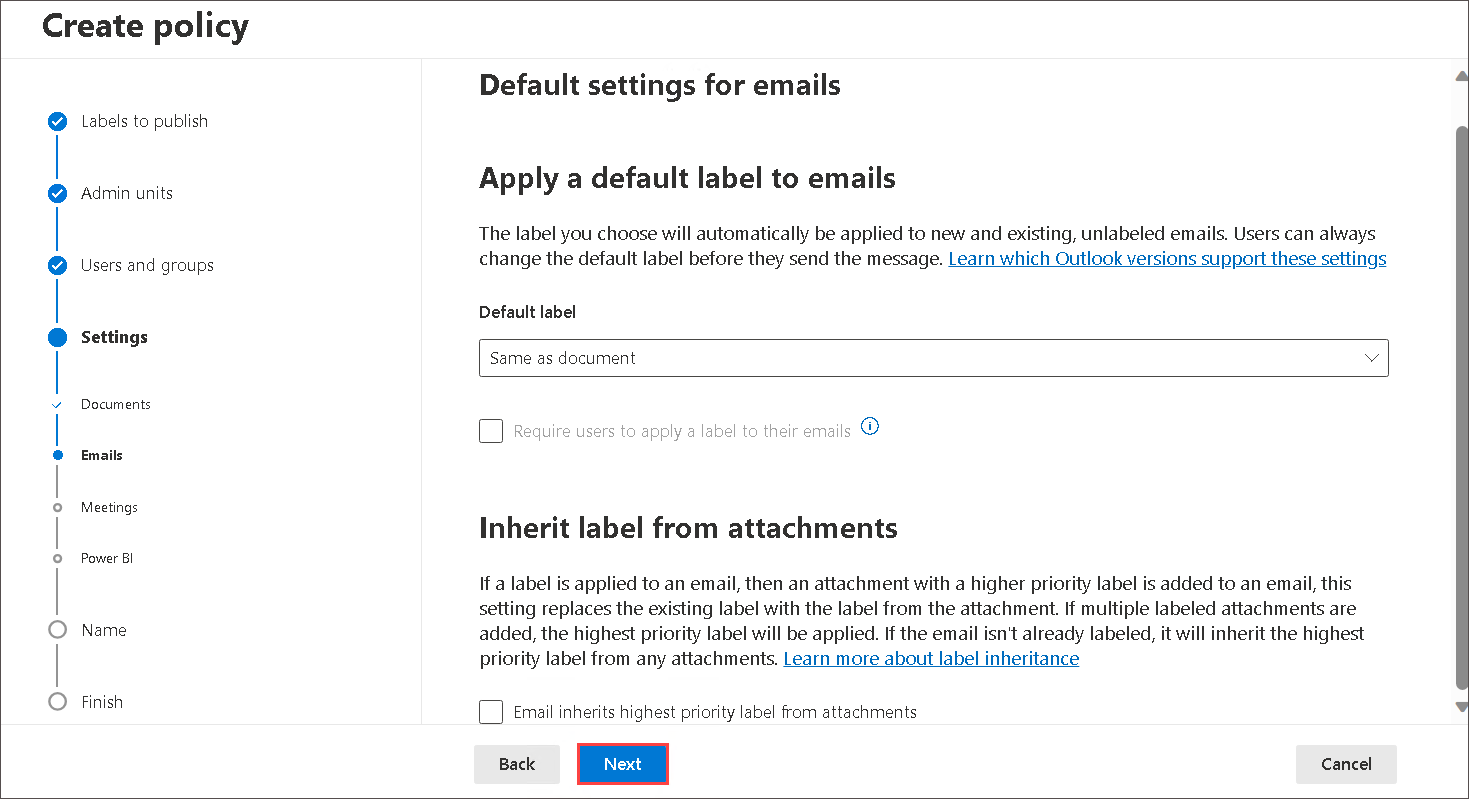 Create policy
Labels to publish
Admin units
Users and groups
Settings
Documents
Emails
Meetings
Power BI
Name
Finish
Default settings for emails
Apply a default label to emails
The label you choose will automatically be applied to new and existing, unlabeled emails. Users can always
change the default label before they send the message. Learn which Outlook versions support these settings
Default label
Same as document
Require users to apply a label to their emails
Inherit label from attachments
If a label is applied to an email, then an attachment with a higher priority label is added to an email, this
setting replaces the existing label with the label from the attachment. If multiple labeled attachments are
added, the highest priority label will be applied. If the email isn't already labeled, it will inherit the highest
priority label from any attachments. Learn more about label inheritance
Email inherits highest priority label from attachments
Back
Next
Cancel